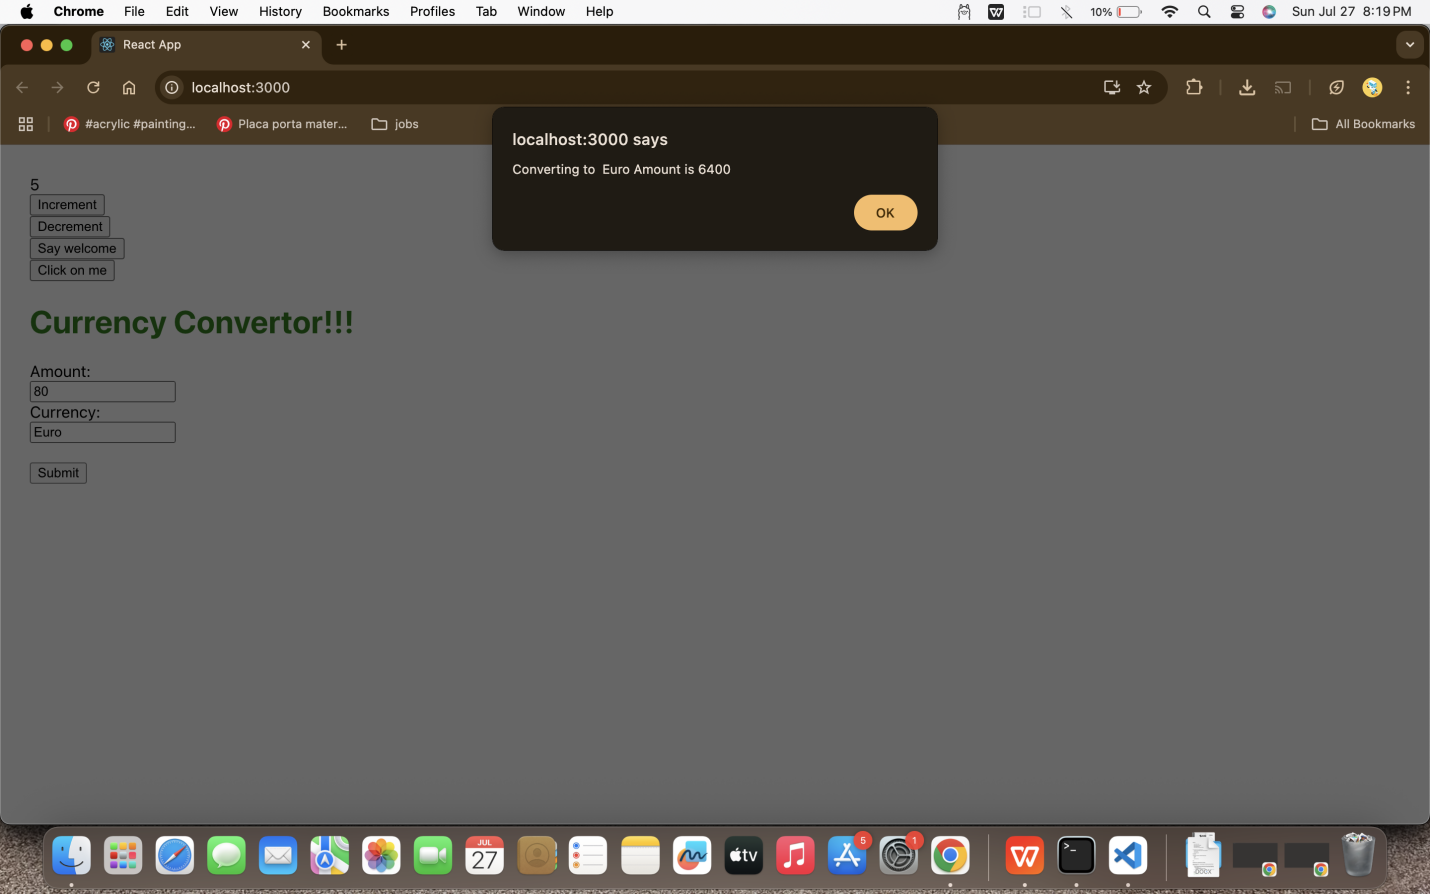 Chrome File Edit View History Bookmarks Profiles Tab Window Help 10% Sun Jul 27 8:19 PM
React App
localhost:3000
#acrylic #painting... Placa porta mater... jobs All Bookmarks
localhost:3000 says
Converting to  Euro Amount is 6400
OK
5
Increment
Decrement
Say welcome
Click on me
Currency Convertor!!!
Amount:
80
Currency:
Euro
Submit
JUL
27
tv
5
1
>_
DOCX